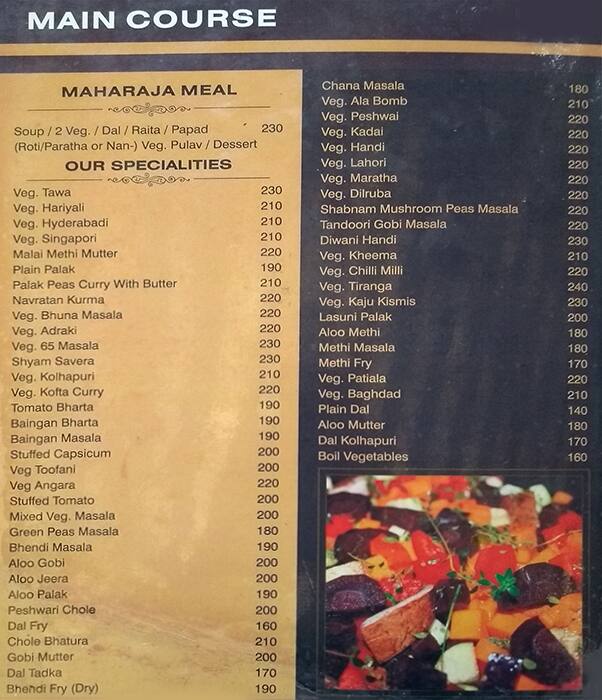 MAIN COURSE
MAHARAJA MEAL
Soup / 2 Veg. / Dal / Raita / Papad 230
(Roti/Paratha or Nan-) Veg. Pulav / Dessert
OUR SPECIALITIES
Veg. Tawa 230
Veg. Hariyali 210
Veg. Hyderabadi 210
Veg. Singapori 210
Malai Methi Mutter 220
Plain Palak 190
Palak Peas Curry With Butter 210
Navratan Kurma 220
Veg. Bhuna Masala 220
Veg. Adraki 220
Veg. 65 Masala 230
Shyam Savera 230
Veg. Kolhapuri 210
Veg. Kofta Curry 220
Tomato Bharta 190
Baingan Bharta 190
Baingan Masala 190
Stuffed Capsicum 200
Veg Toofani 200
Veg Angara 220
Stuffed Tomato 200
Mixed Veg. Masala 200
Green Peas Masala 180
Bhendi Masala 190
Aloo Gobi 200
Aloo Jeera 200
Aloo Palak 190
Peshwari Chole 200
Dal Fry 160
Chole Bhatura 210
Gobi Mutter 200
Dal Tadka 170
Bhendi Fry (Dry) 190
Chana Masala 180
Veg. Ala Bomb 210
Veg. Peshwai 220
Veg. Kadai 220
Veg. Handi 220
Veg. Lahori 220
Veg. Maratha 220
Veg. Dilruba 220
Shabnam Mushroom Peas Masala 220
Tandoori Gobi Masala 220
Diwani Handi 230
Veg. Kheema 210
Veg. Chilli Milli 220
Veg. Tiranga 240
Veg. Kaju Kismis 230
Lasuni Palak 200
Aloo Methi 180
Methi Masala 180
Methi Fry 170
Veg. Patiala 220
Veg. Baghdad 210
Plain Dal 140
Aloo Mutter 180
Dal Kolhapuri 170
Boil Vegetables 160